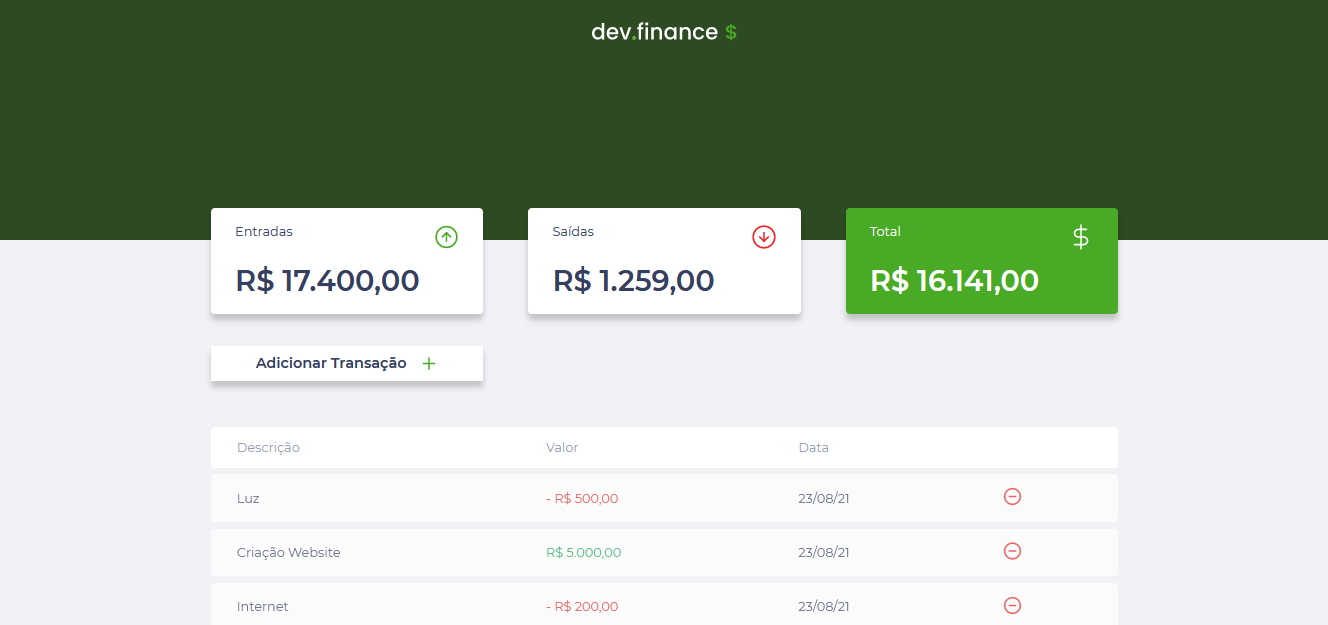 dev.finance $
Entradas
R$ 17.400,00
Saídas
R$ 1.259,00
Total
$
R$ 16.141,00
Adicionar Transação +
Descrição Valor Data
Luz - R$ 500,00 23/08/21
Criação Website R$ 5.000,00 23/08/21
Internet - R$ 200,00 23/08/21